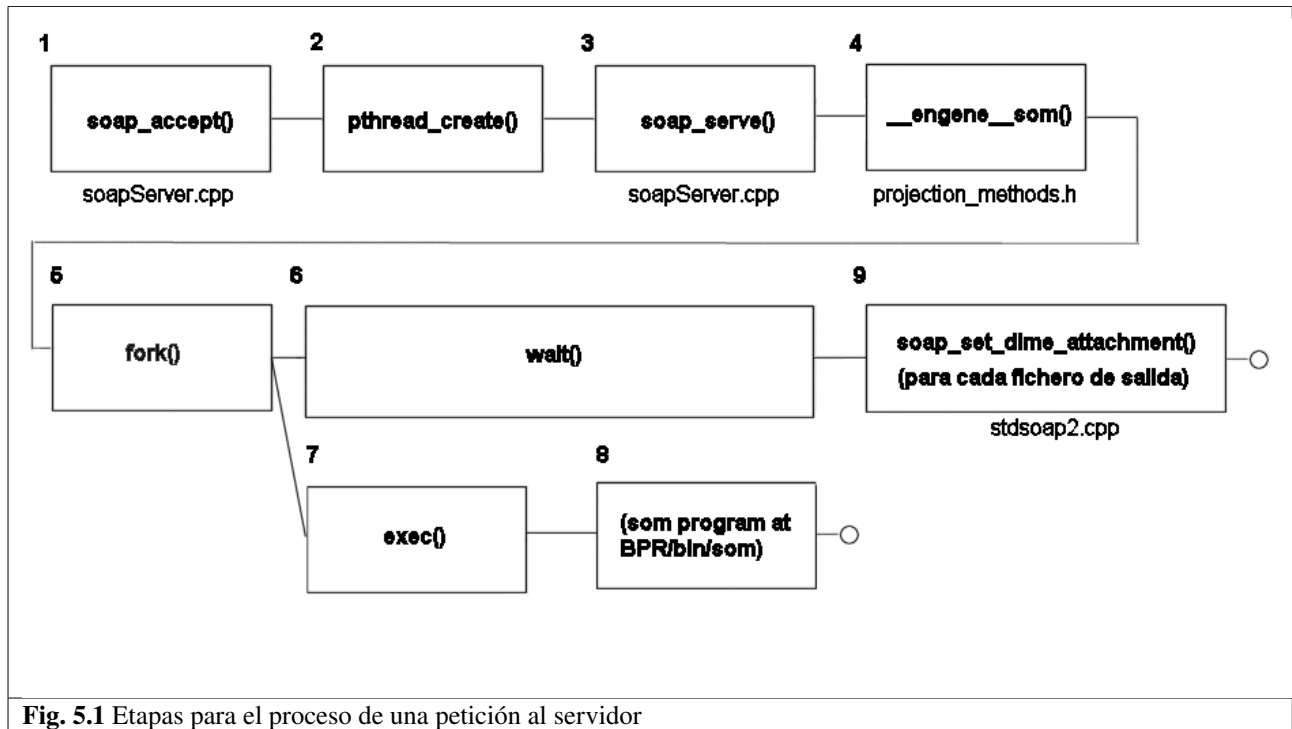 1
2
3
4
soap_accept()
pthread_create()
soap_serve()
__engene__som()
soapServer.cpp
soapServer.cpp
projection_methods.h
5
6
9
fork()
wait()
soap_set_dime_attachment()
(para cada fichero de salida)
stdsoap2.cpp
7
8
exec()
(som program at
BPR/bin/som)
Fig. 5.1 Etapas para el proceso de una petición al servidor